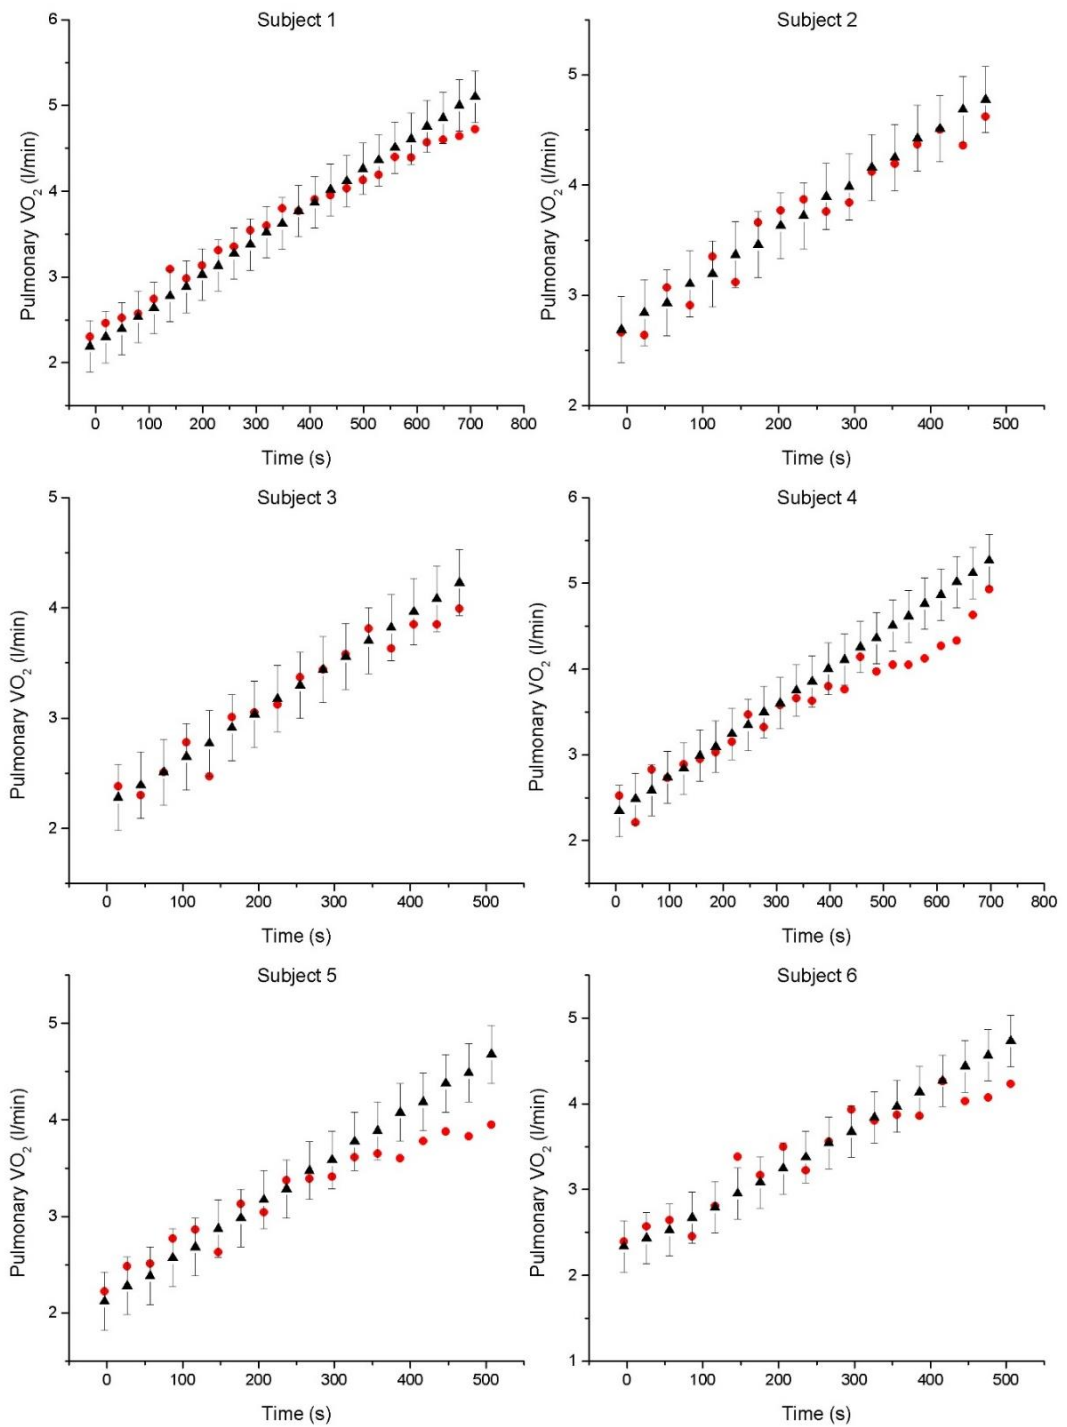 Subject 1
6
5
4
3
2
Pulmonary VO2 (l/min)
0 100 200 300 400 500 600 700 800
Time (s)
Subject 2
5
4
3
2
Pulmonary VO2 (l/min)
0 100 200 300 400 500
Time (s)
Subject 3
5
4
3
2
Pulmonary VO2 (l/min)
0 100 200 300 400 500
Time (s)
Subject 4
6
5
4
3
2
Pulmonary VO2 (l/min)
0 100 200 300 400 500 600 700 800
Time (s)
Subject 5
5
4
3
2
Pulmonary VO2 (l/min)
0 100 200 300 400 500
Time (s)
Subject 6
5
4
3
2
1
Pulmonary VO2 (l/min)
0 100 200 300 400 500
Time (s)